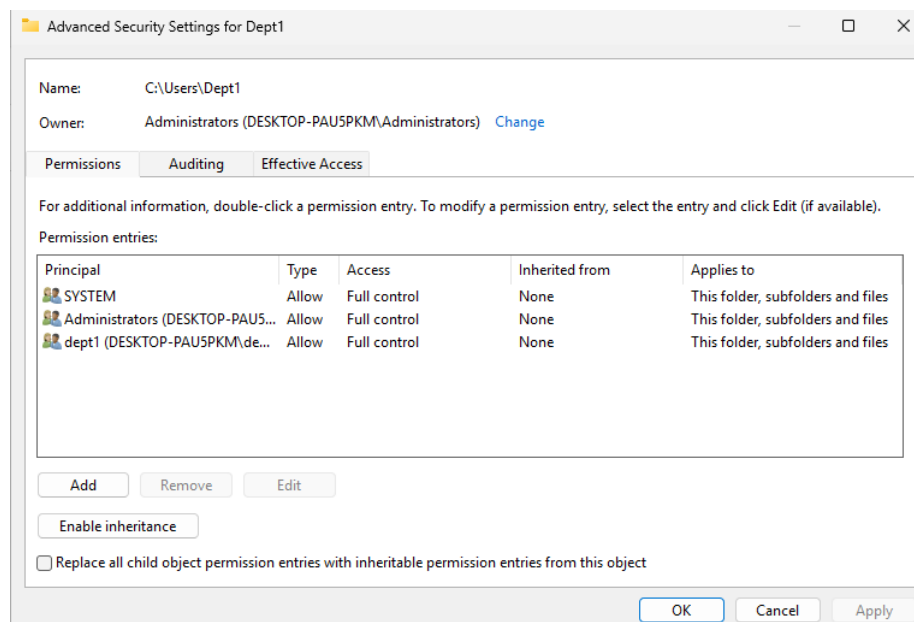 Advanced Security Settings for Dept1
Name: C:\Users\Dept1
Owner: Administrators (DESKTOP-PAU5PKM\Administrators) Change
Permissions Auditing Effective Access
For additional information, double-click a permission entry. To modify a permission entry, select the entry and click Edit (if available).
Permission entries:
Principal Type Access Inherited from Applies to
SYSTEM Allow Full control None This folder, subfolders and files
Administrators (DESKTOP-PAU5... Allow Full control None This folder, subfolders and files
dept1 (DESKTOP-PAU5PKM\de... Allow Full control None This folder, subfolders and files
Add Remove Edit
Enable inheritance
Replace all child object permission entries with inheritable permission entries from this object
OK Cancel Apply